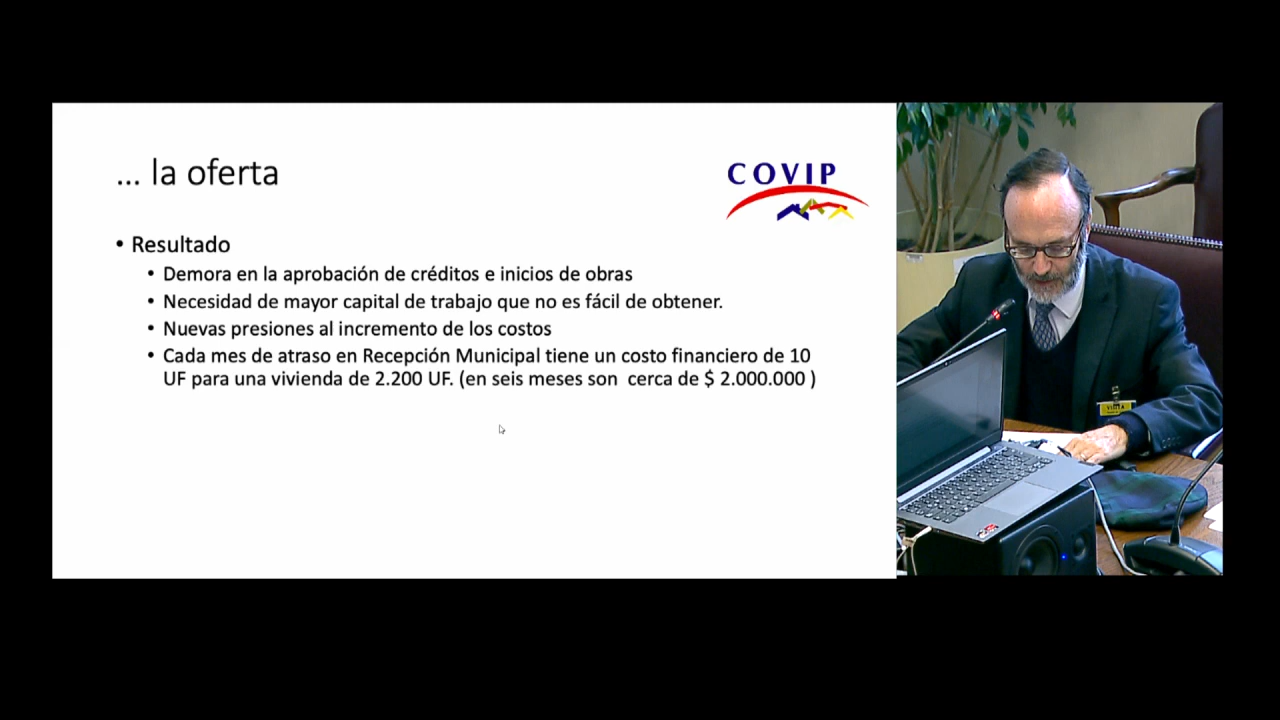 ... la oferta
COVIP
• Resultado
• Demora en la aprobación de créditos e inicios de obras
• Necesidad de mayor capital de trabajo que no es fácil de obtener.
• Nuevas presiones al incremento de los costos
• Cada mes de atraso en Recepción Municipal tiene un costo financiero de 10
UF para una vivienda de 2.200 UF. (en seis meses son cerca de $ 2.000.000 )
VISITA